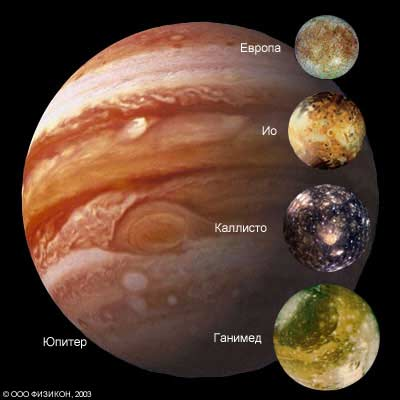 Европа
Ио
Каллисто
Ганимед
Юпитер
© ООО ФИЗИКОН, 2003